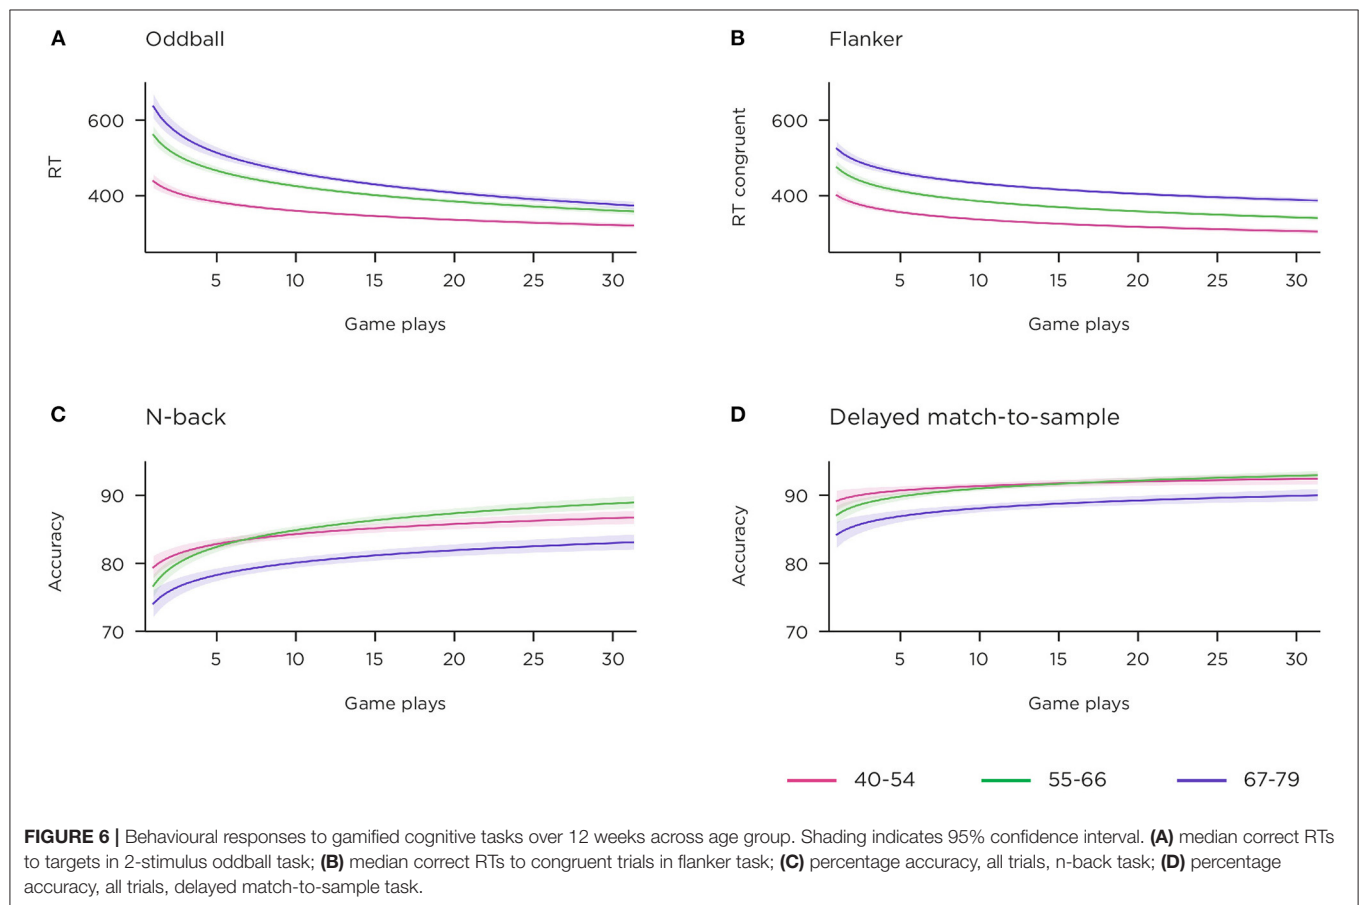 A Oddball
600
400
RT
5 10 15 20 25 30
Game plays
B Flanker
600
400
RT congruent
5 10 15 20 25 30
Game plays
C N-back
90
80
70
Accuracy
5 10 15 20 25 30
Game plays
D Delayed match-to-sample
90
80
70
Accuracy
5 10 15 20 25 30
Game plays
40-54 55-66 67-79
FIGURE 6 | Behavioural responses to gamified cognitive tasks over 12 weeks across age group. Shading indicates 95% confidence interval. (A) median correct RTs
to targets in 2-stimulus oddball task; (B) median correct RTs to congruent trials in flanker task; (C) percentage accuracy, all trials, n-back task; (D) percentage
accuracy, all trials, delayed match-to-sample task.